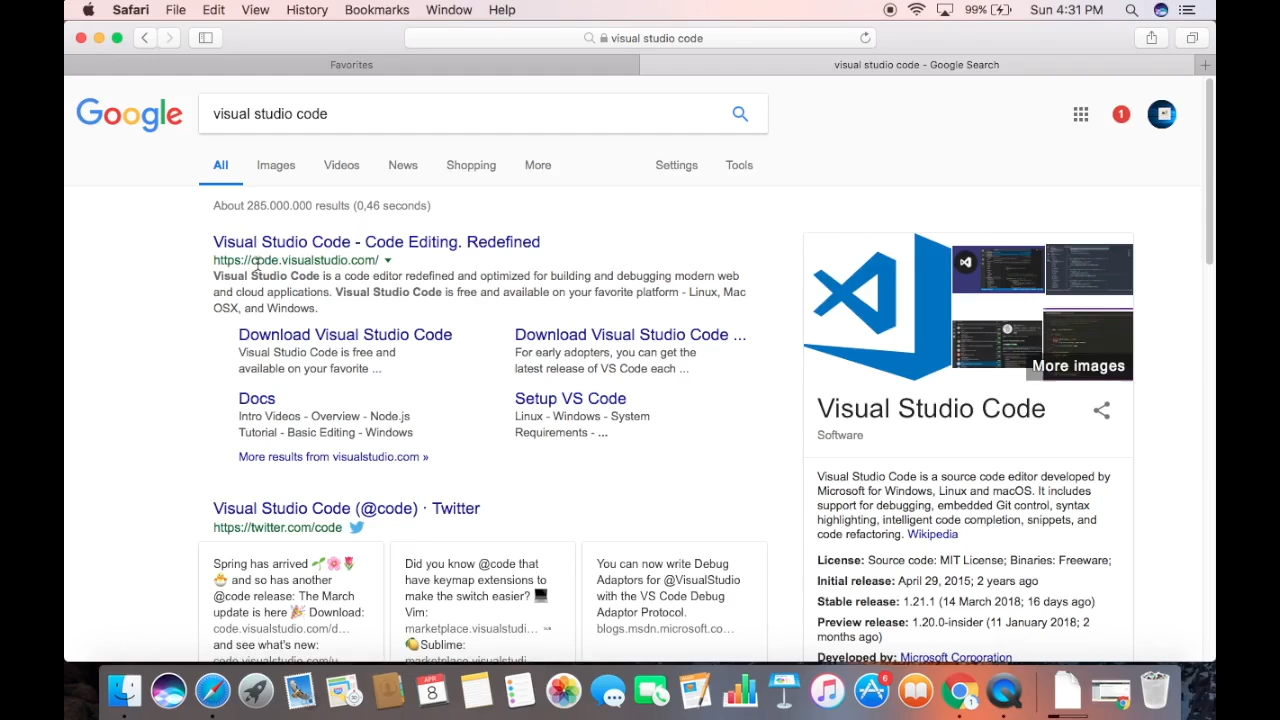 Safari File Edit View History Bookmarks Window Help 99% Sun 4:31 PM
visual studio code
Favorites
visual studio code - Google Search
Google
visual studio code
1
All Images Videos News Shopping More Settings Tools
About 285.000.000 results (0,46 seconds)
Visual Studio Code - Code Editing. Redefined
https://code.visualstudio.com/
Visual Studio Code is a code editor redefined and optimized for building and debugging modern web
and cloud applications. Visual Studio Code is free and available on your favorite platform - Linux, Mac
OSX, and Windows.
Download Visual Studio Code
Visual Studio Code is free and
available on your favorite ...
Download Visual Studio Code ...
For early adopters, you can get the
latest release of VS Code each ...
Docs
Intro Videos - Overview - Node.js
Tutorial - Basic Editing - Windows
Setup VS Code
Linux - Windows - System
Requirements - ...
More results from visualstudio.com »
Visual Studio Code (@code) · Twitter
https://twitter.com/code
Spring has arrived 🌱🌸🌷
🐣 and so has another
@code release: The March
update is here 🎉 Download:
code.visualstudio.com/d...
and see what's new:
Did you know @code that
have keymap extensions to
make the switch easier? ⌨
Vim:
marketplace.visualstudi...
🍋Sublime:
You can now write Debug
Adaptors for @VisualStudio
with the VS Code Debug
Adaptor Protocol.
blogs.msdn.microsoft.co...
More images
Visual Studio Code
Software
Visual Studio Code is a source code editor developed by
Microsoft for Windows, Linux and macOS. It includes
support for debugging, embedded Git control, syntax
highlighting, intelligent code completion, snippets, and
code refactoring. Wikipedia
License: Source code: MIT License; Binaries: Freeware;
Initial release: April 29, 2015; 2 years ago
Stable release: 1.21.1 (14 March 2018; 16 days ago)
Preview release: 1.20.0-insider (11 January 2018; 2
months ago)
Developed by: Microsoft Corporation
APR
8
6
1